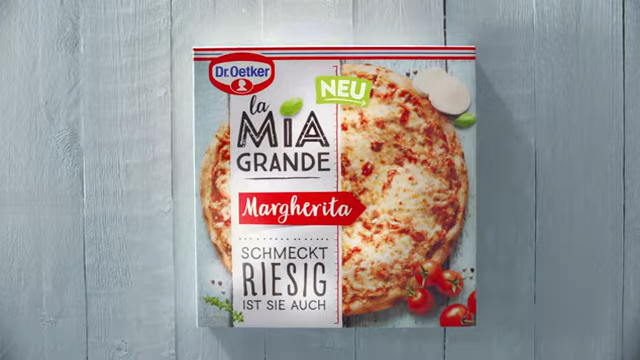 Dr.Oetker
NEU
la
MIA
GRANDE
Margherita
SCHMECKT
RIESIG
IST SIE AUCH